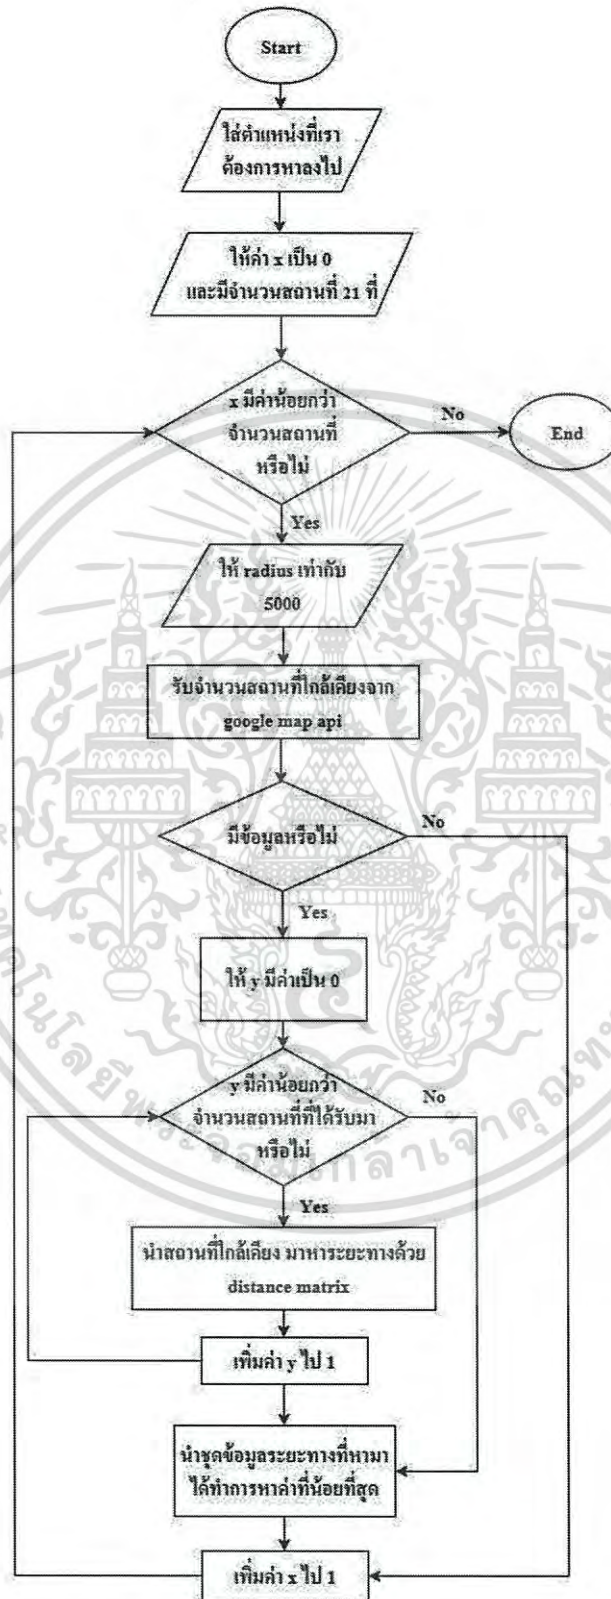 Start
ใส่ตำแหน่งที่เรา
ต้องการหาลงไป
ให้ค่า x เป็น 0
และมีจำนวนสถานที่ 21 ที่
x มีค่าน้อยกว่า
จำนวนสถานที่
หรือไม่
No
End
Yes
ให้ radius เท่ากับ
5000
รับจำนวนสถานที่ใกล้เคียงจาก
google map api
มีข้อมูลหรือไม่
No
Yes
ให้ y มีค่าเป็น 0
y มีค่าน้อยกว่า
จำนวนสถานที่ที่ได้รับมา
หรือไม่
No
Yes
นำสถานที่ใกล้เคียง มาหาระยะทางด้วย
distance matrix
เพิ่มค่า y ไป 1
นำชุดข้อมูลระยะทางที่หามา
ได้ทำการหาค่าที่น้อยที่สุด
เพิ่มค่า x ไป 1